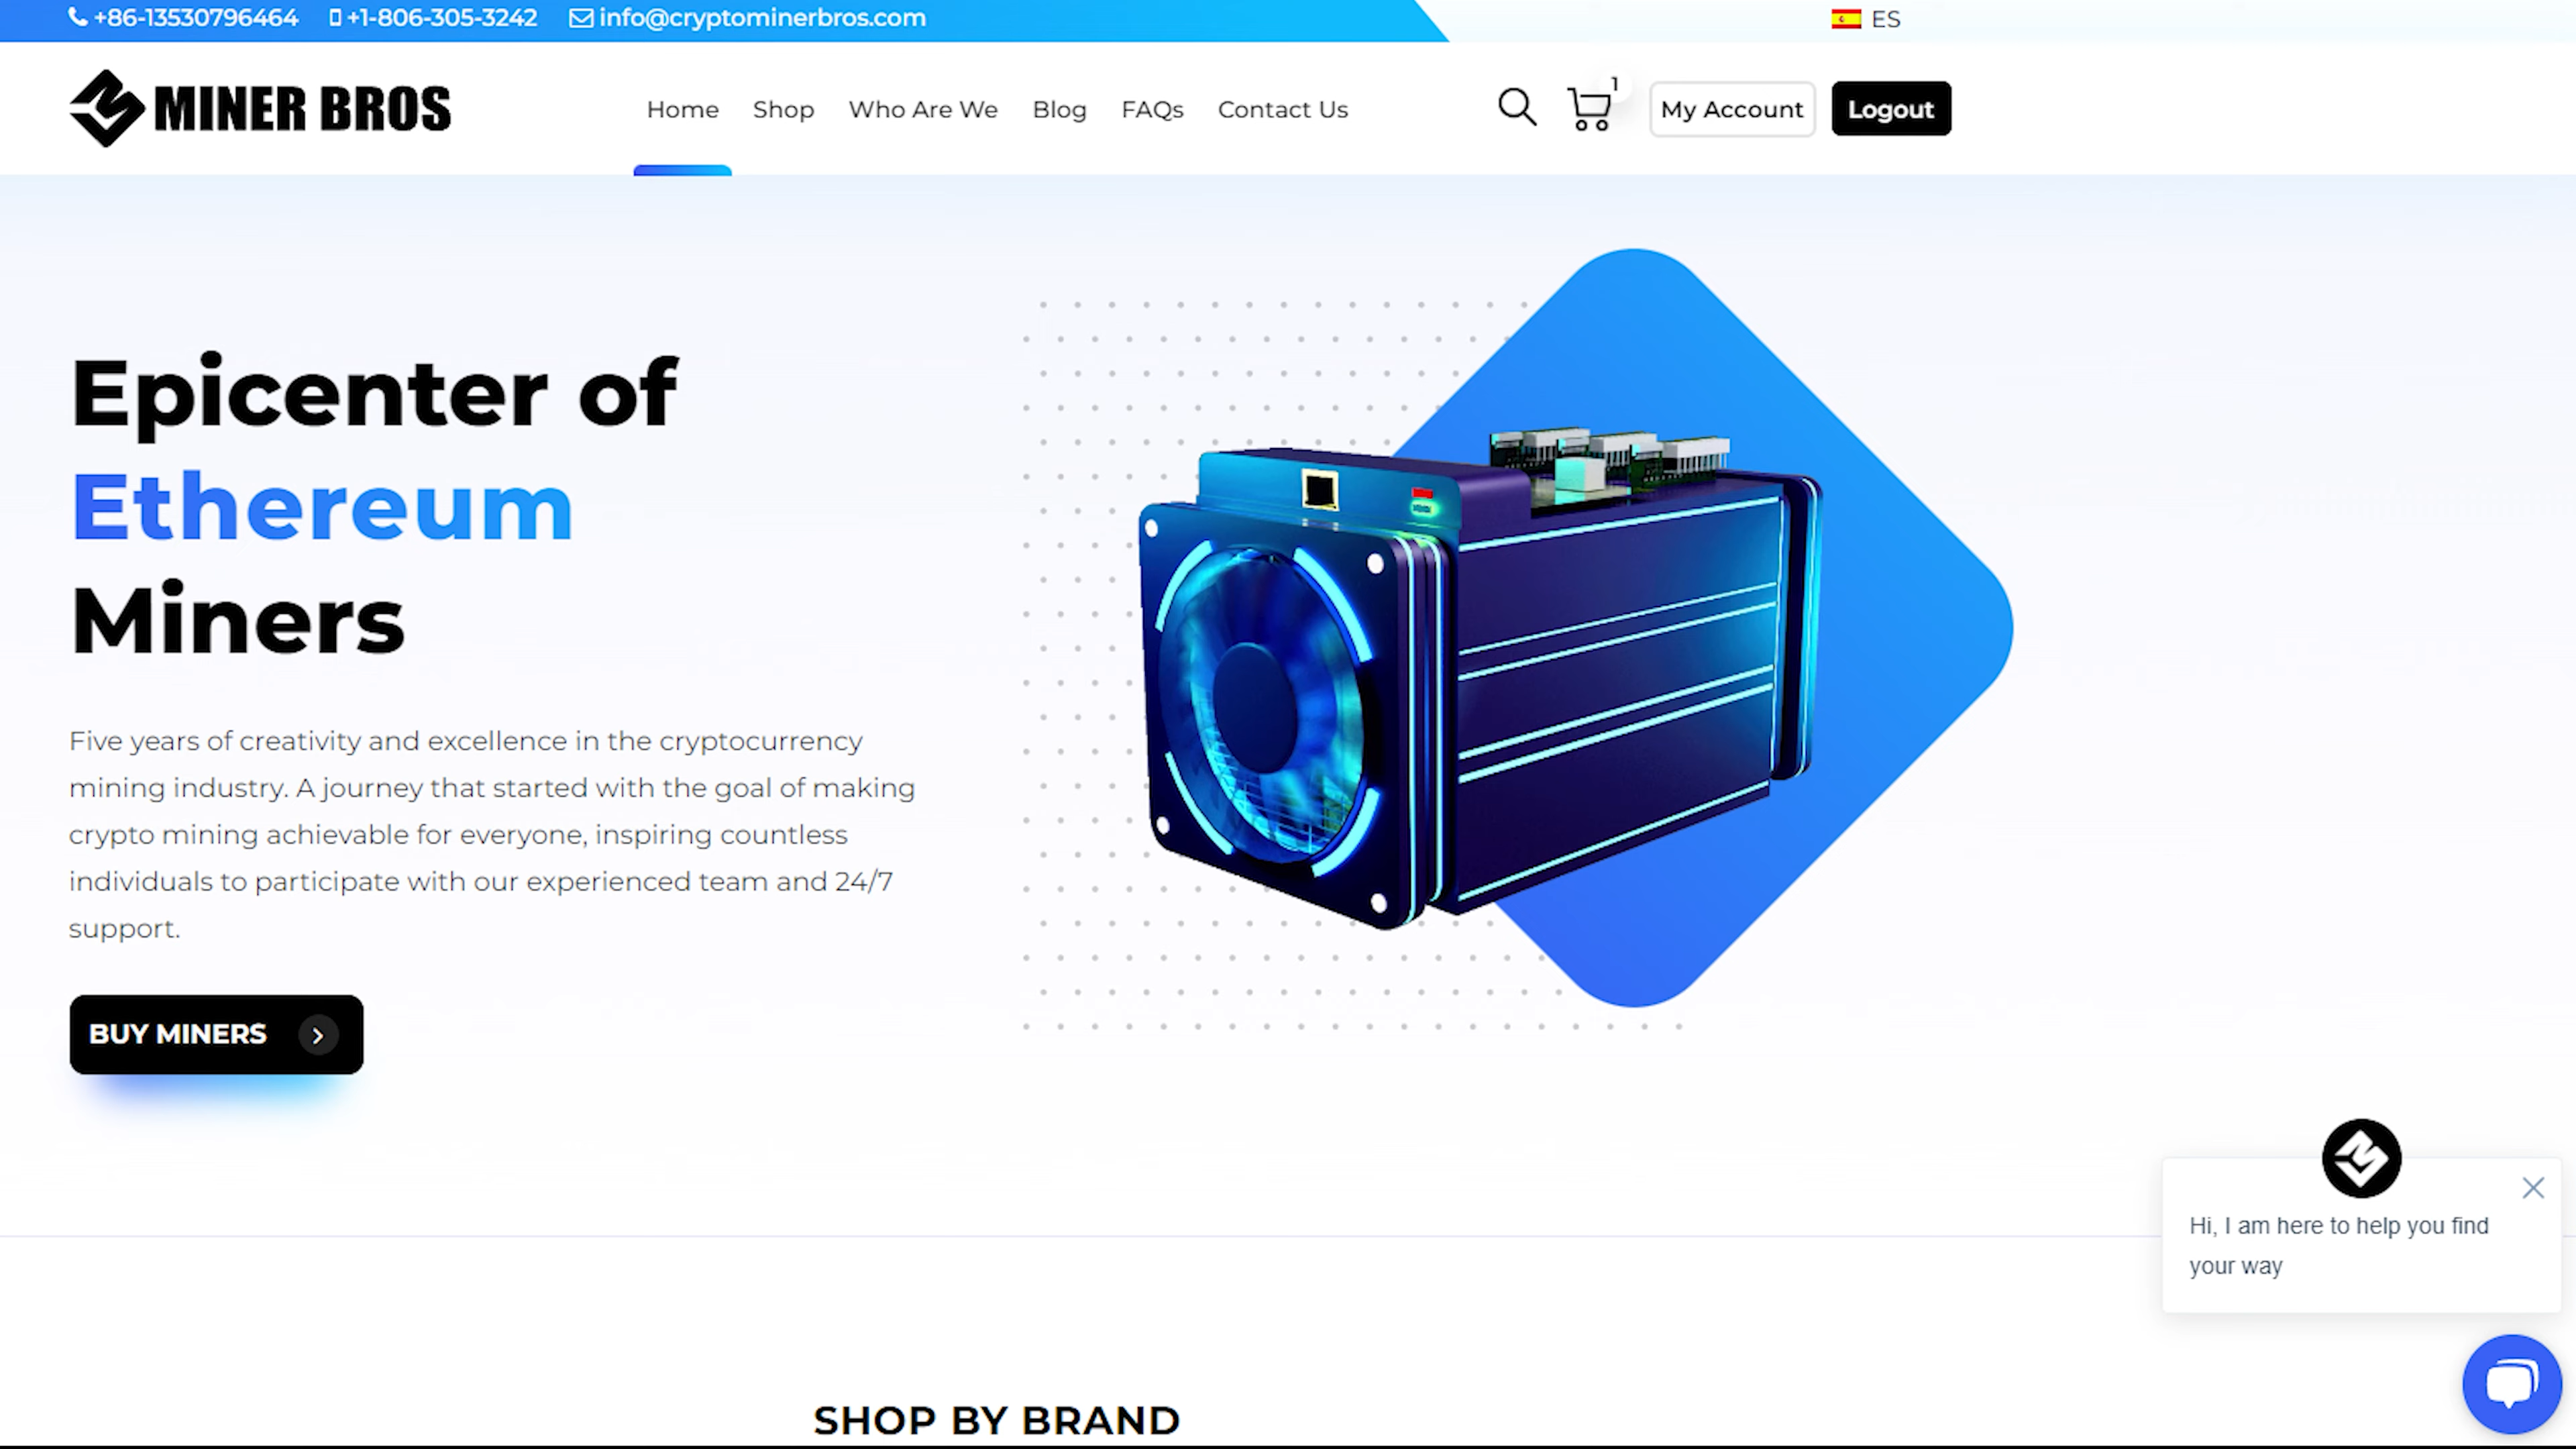 +86-13530796464 +1-806-305-3242 info@cryptominerbros.com ES
MINER BROS Home Shop Who Are We Blog FAQs Contact Us 1 My Account Logout
Epicenter of
Ethereum
Miners
Five years of creativity and excellence in the cryptocurrency
mining industry. A journey that started with the goal of making
crypto mining achievable for everyone, inspiring countless
individuals to participate with our experienced team and 24/7
support.
BUY MINERS
Hi, I am here to help you find
your way
SHOP BY BRAND